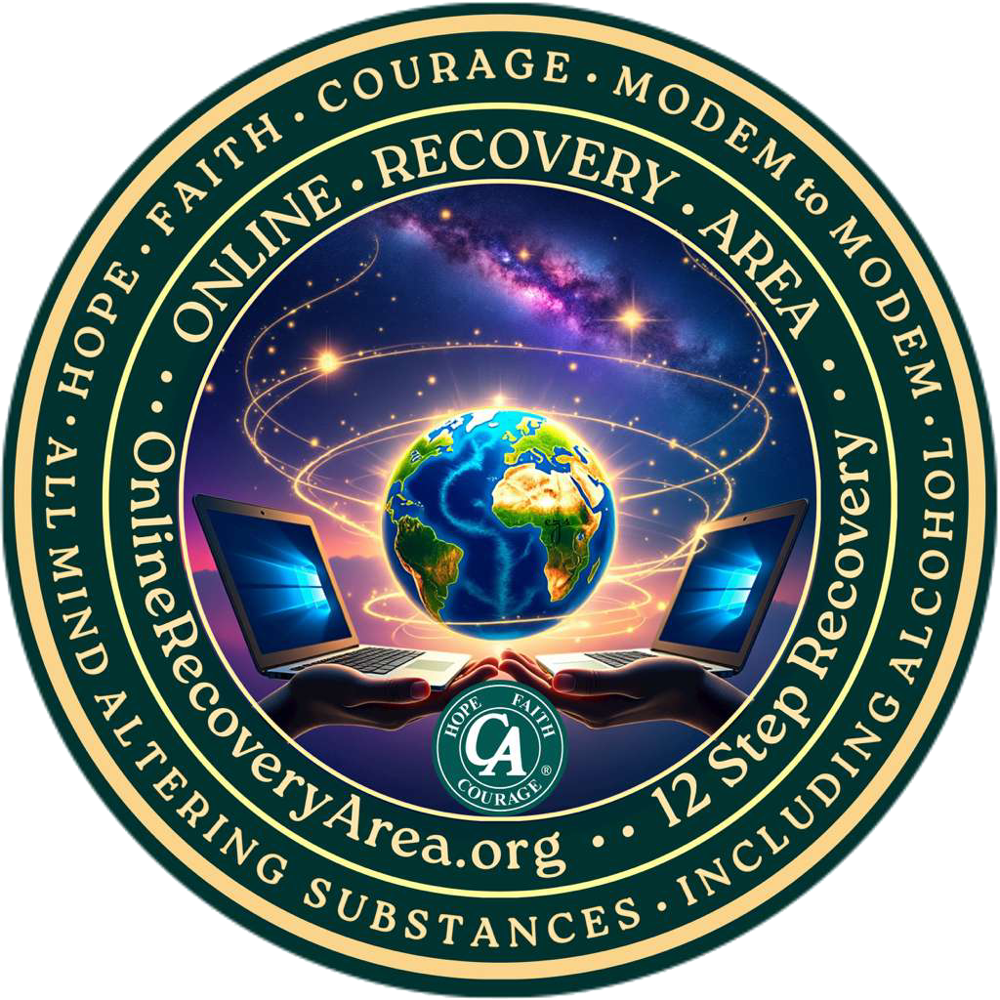 HOPE • FAITH • COURAGE • MODEM to MODEM •
ALL MIND ALTERING SUBSTANCES • INCLUDING ALCOHOL •
ONLINE • RECOVERY • AREA
OnlineRecoveryArea.org •• 12 Step Recovery
HOPE FAITH
CA
®
COURAGE